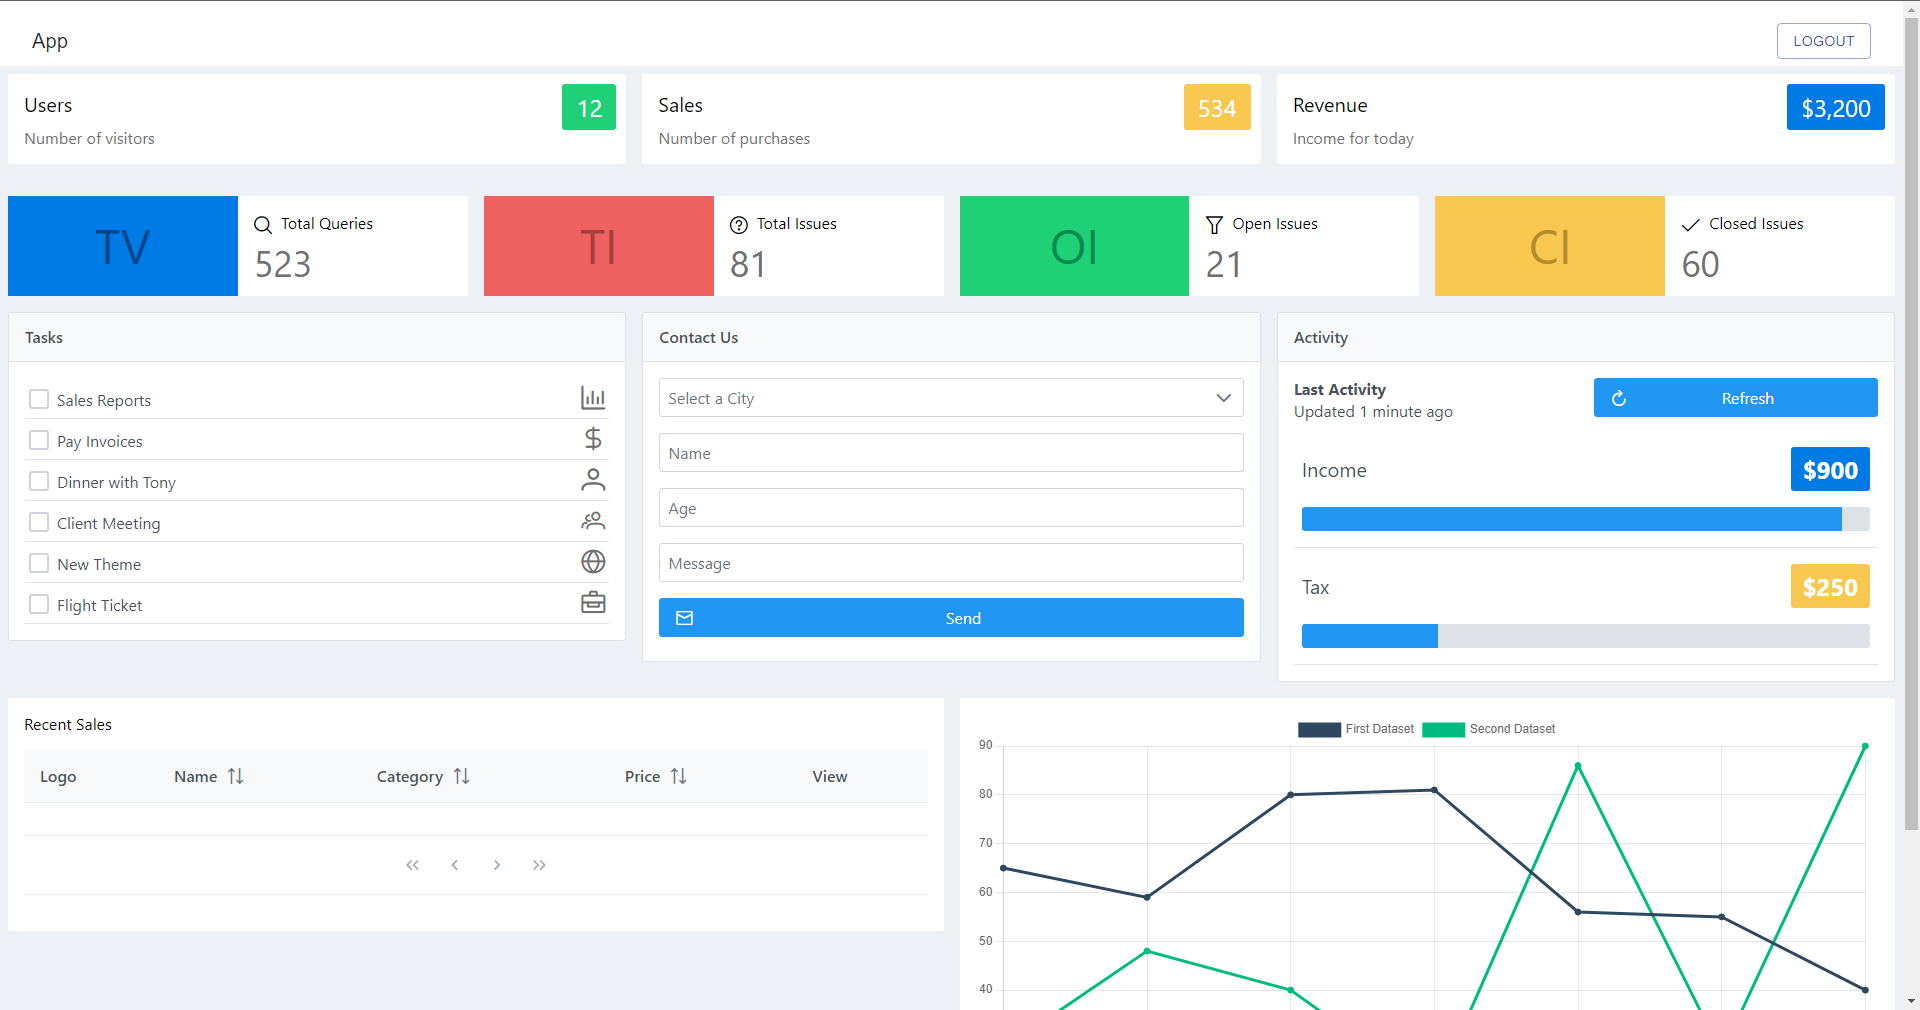 App
LOGOUT
Users
12
Number of visitors
Sales
534
Number of purchases
Revenue
$3,200
Income for today
TV
Total Queries
523
TI
Total Issues
81
OI
Open Issues
21
CI
Closed Issues
60
Tasks
Sales Reports
Pay Invoices
Dinner with Tony
Client Meeting
New Theme
Flight Ticket
Contact Us
Select a City
Name
Age
Message
Send
Activity
Last Activity
Updated 1 minute ago
Refresh
Income
$900
Tax
$250
Recent Sales
Logo Name Category Price View
First Dataset Second Dataset
90
80
70
60
50
40